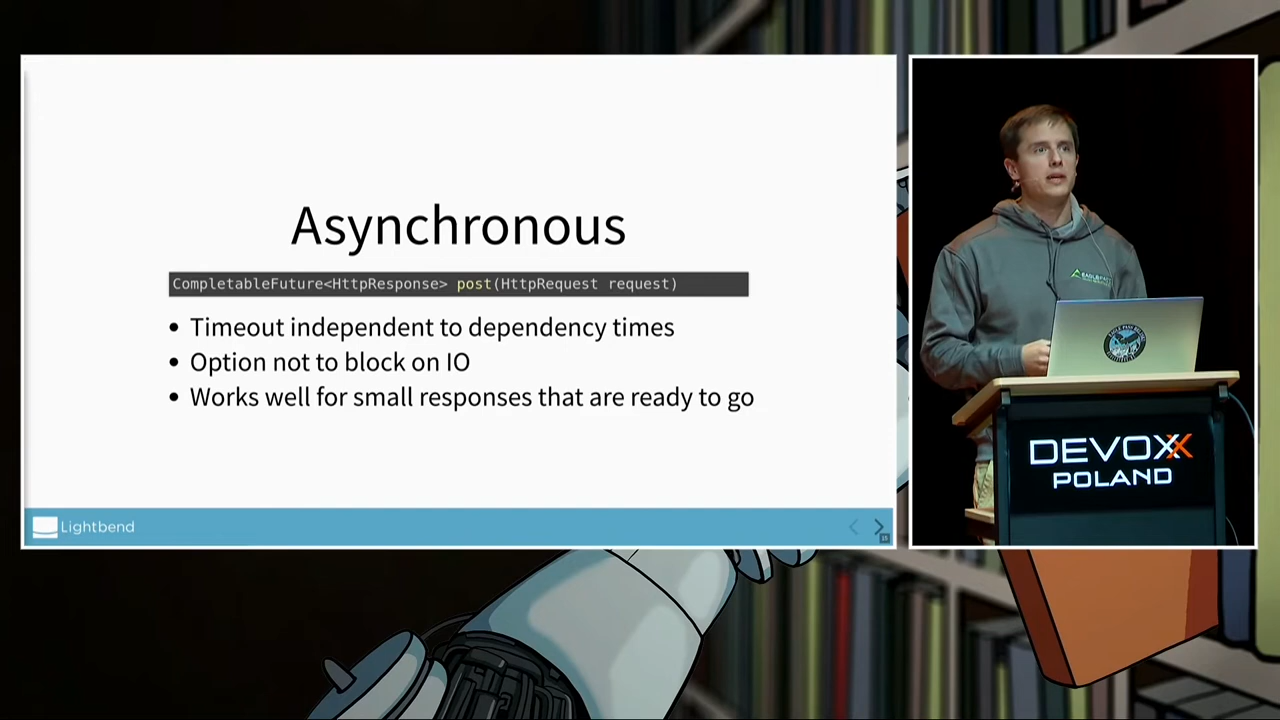 Asynchronous
CompletableFuture<HttpResponse> post(HttpRequest request)
• Timeout independent to dependency times
• Option not to block on IO
• Works well for small responses that are ready to go
Lightbend
DEVOXX
POLAND